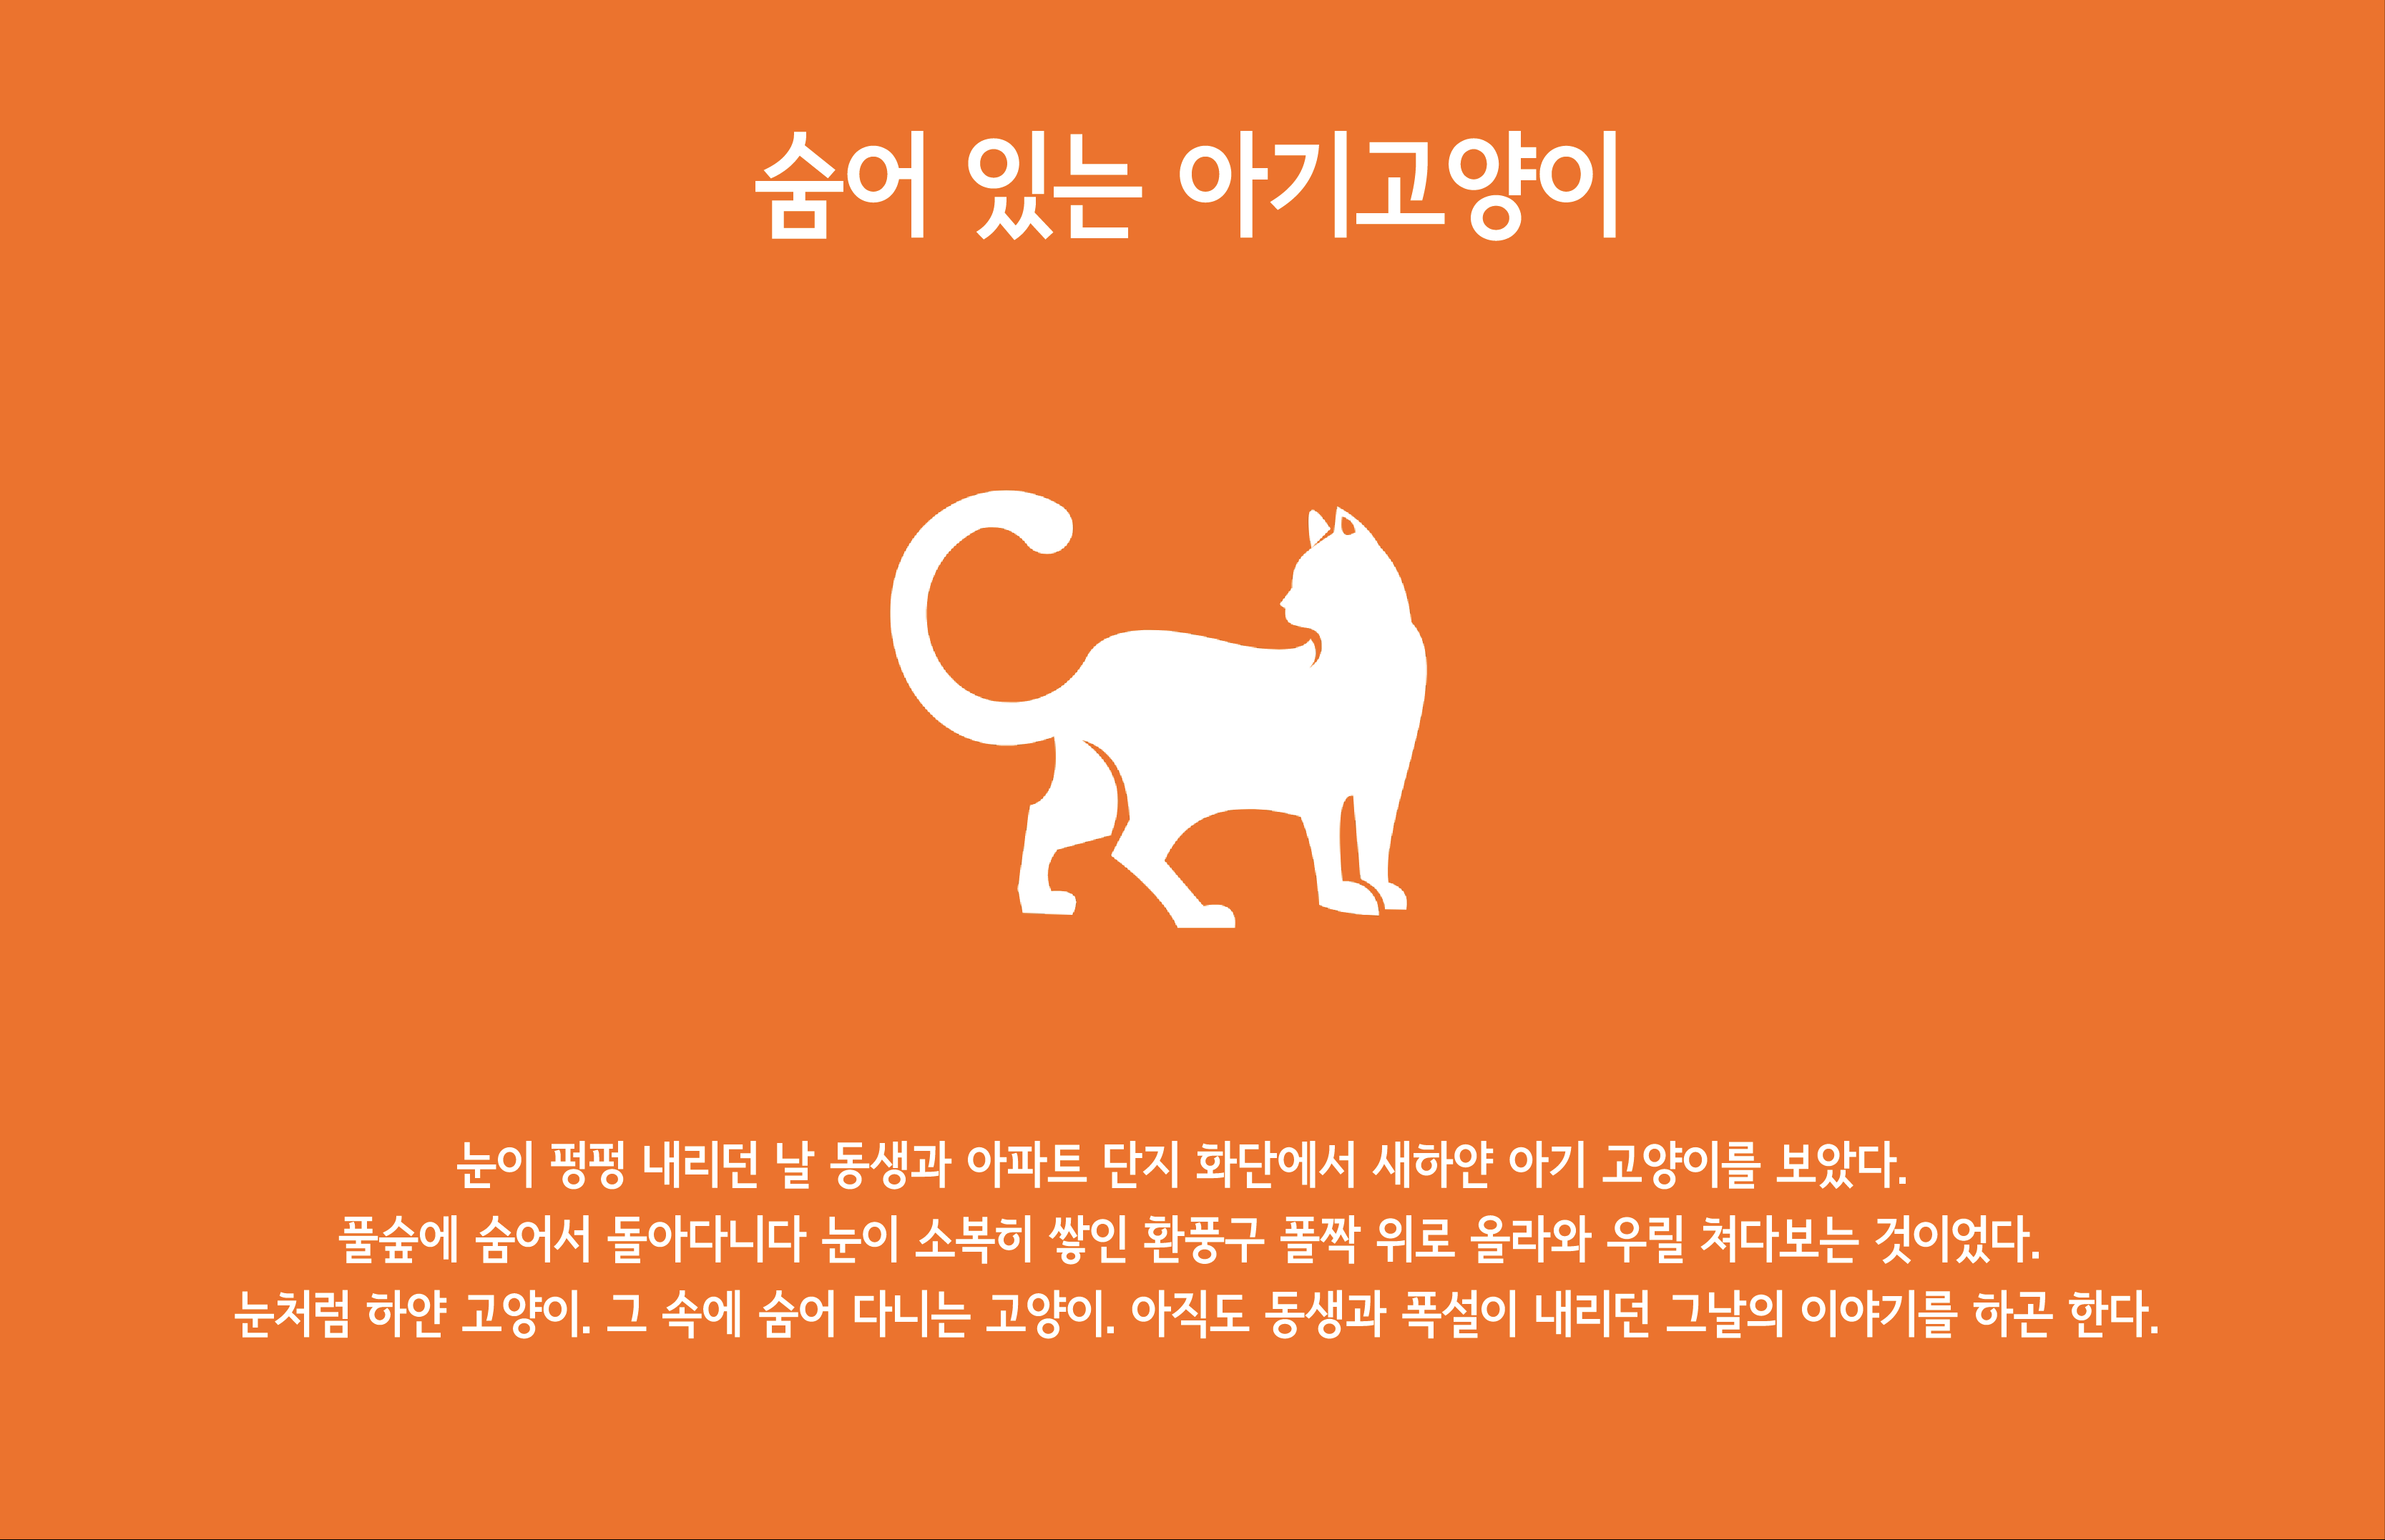 숨어 있는 아기고양이
눈이 펑펑 내리던 날 동생과 아파트 단지 화단에서 새하얀 아기 고양이를 보았다.
풀숲에 숨어서 돌아다니다 눈이 소복히 쌓인 한동구 돌싹 위로 올라와 우릴 쳐다보는 것이었다.
눈처럼 하얀 고양이. 그 속에 숨어 다니는 고양이. 아직도 동생과 폭설이 내리던 그날의 이야기를 하곤 한다.